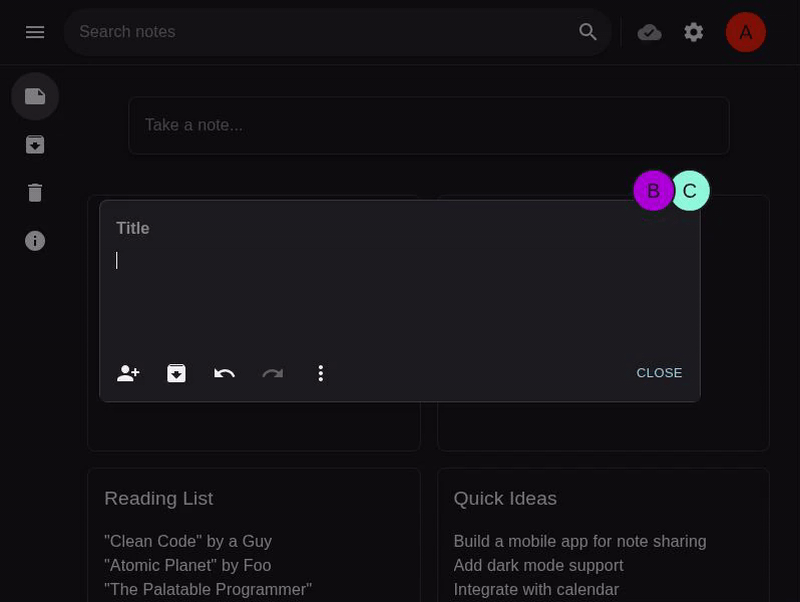 Search notes
A
Take a note...
B C
Title
CLOSE
Reading List
"Clean Code" by a Guy
"Atomic Planet" by Foo
"The Palatable Programmer"
Quick Ideas
Build a mobile app for note sharing
Add dark mode support
Integrate with calendar